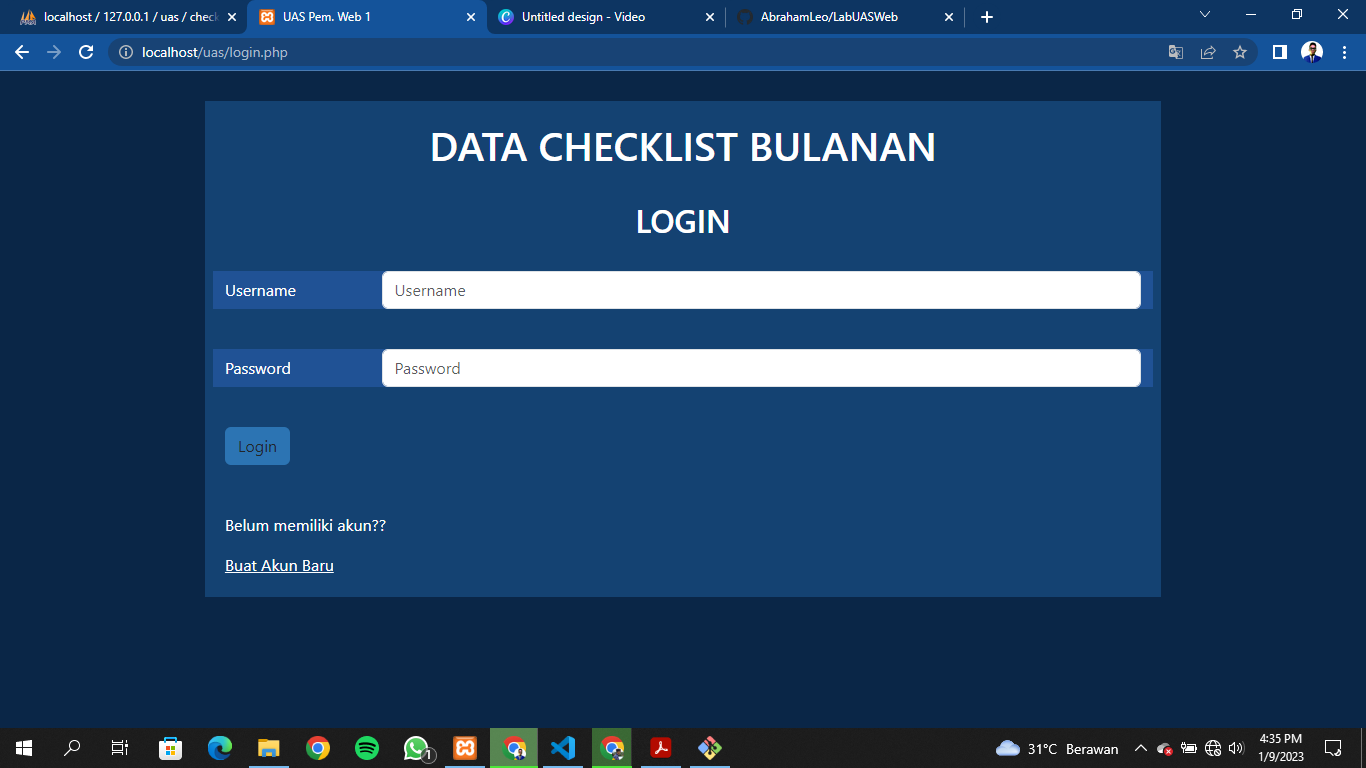 localhost / 127.0.0.1 / uas / check
UAS Pem. Web 1
Untitled design - Video
AbrahamLeo/LabUASWeb
localhost/uas/login.php
DATA CHECKLIST BULANAN
LOGIN
Username Username
Password Password
Login
Belum memiliki akun??
Buat Akun Baru
1
31°C Berawan
4:35 PM
1/9/2023